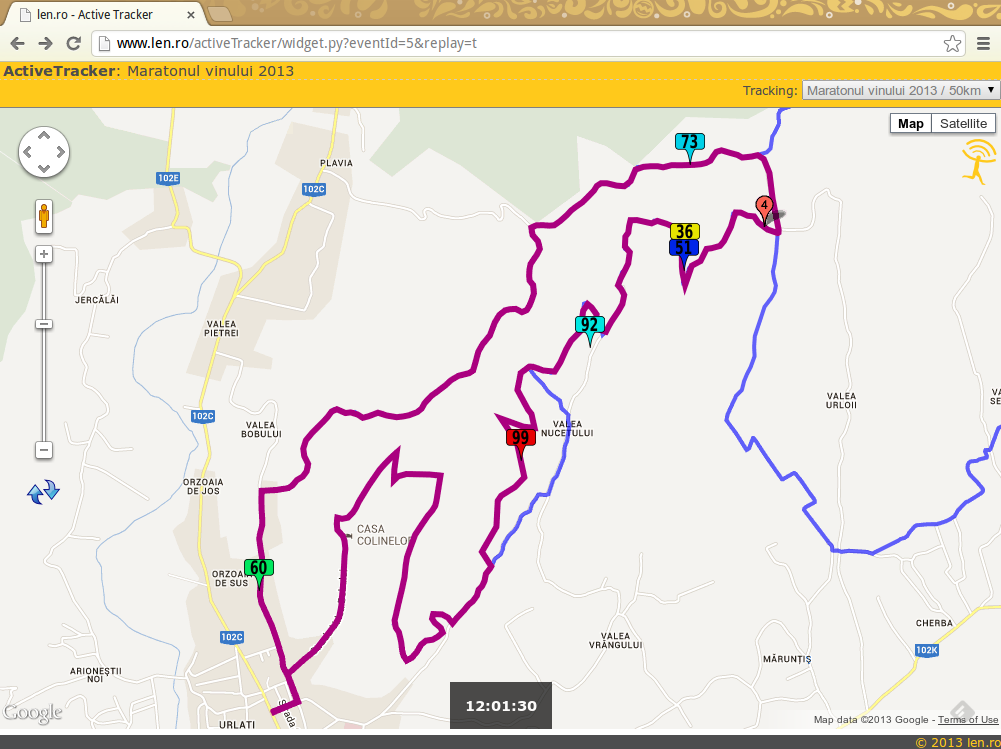 len.ro - Active Tracker
www.len.ro/activeTracker/widget.py?eventId=5&replay=t
ActiveTracker: Maratonul vinului 2013
Tracking: Maratonul vinului 2013 / 50km
Map Satellite
73
PLAVIA
102E
102C
4
36
51
JERCĂLĂI
VALEA
PIETREI
92
102C
VALEA
BOBULUI
VALEA
NUCETULUI
VALEA
URLOII
VA
SE
99
ORZOAIA
DE JOS
CASA
COLINELOR
60
ORZOAIA
DE SUS
102C
CHERBA
VALEA
VRÂNGULUI
102K
MĂRUNȚIȘ
ARIONEȘTII
NOI
Strada
12:01:30
Google
URLATI
Map data ©2013 Google - Terms of Use
© 2013 len.ro